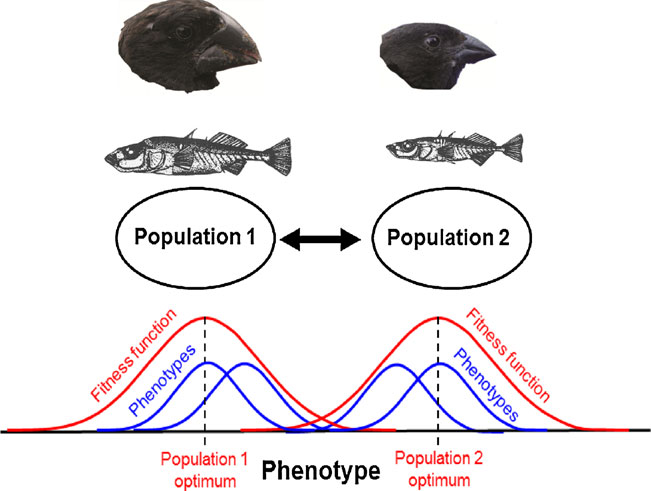 Population 1
Population 2
Fitness function
Phenotypes
Fitness function
Phenotypes
Population 1
optimum
Phenotype
Population 2
optimum